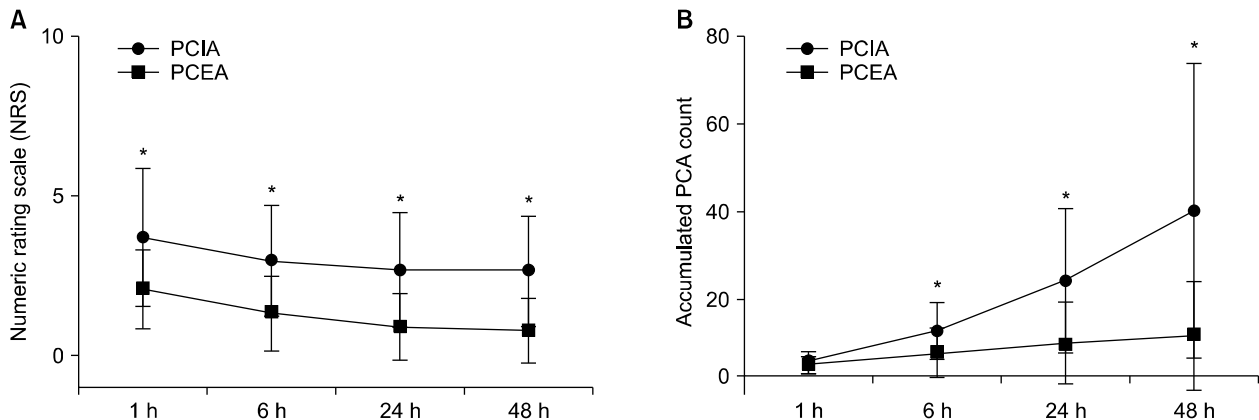 A
10
5
0
Numeric rating scale (NRS)
PCIA
PCEA
*
*
*
*
1 h
6 h
24 h
48 h
B
80
60
40
20
0
Accumulated PCA count
PCIA
PCEA
*
*
*
1 h
6 h
24 h
48 h